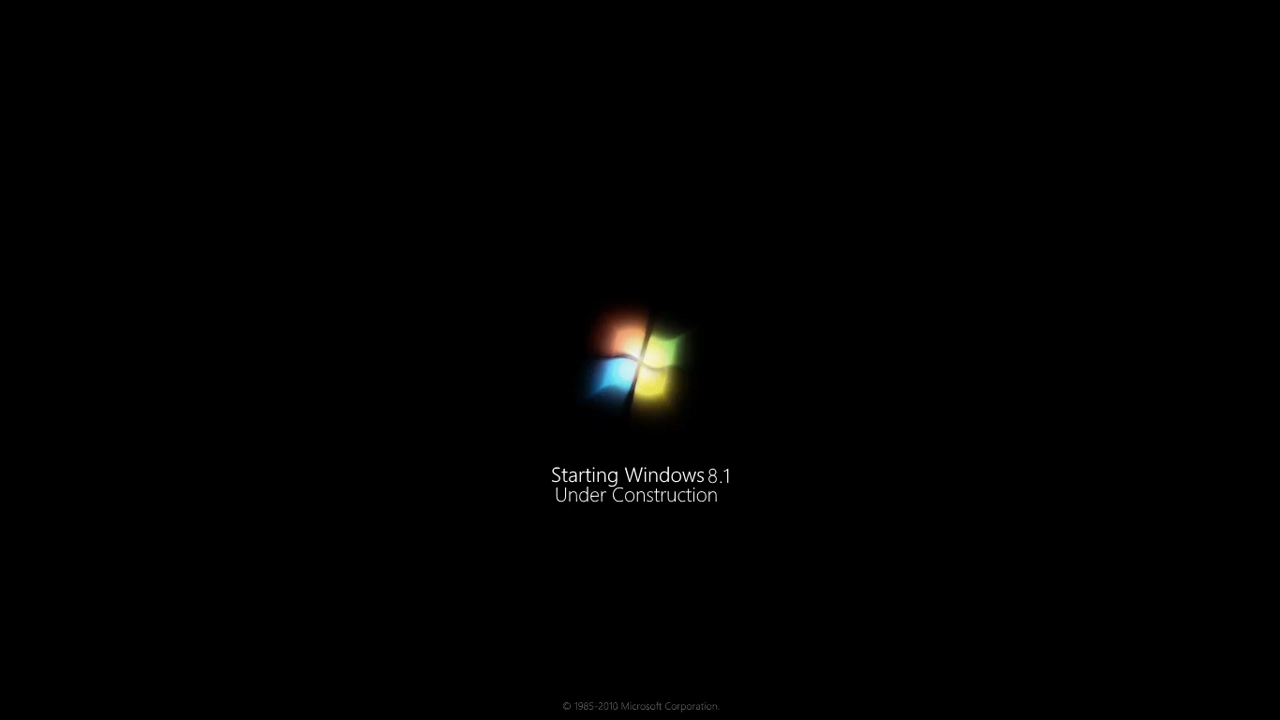 Starting Windows 8.1
Under Construction
© 1985-2010 Microsoft Corporation.